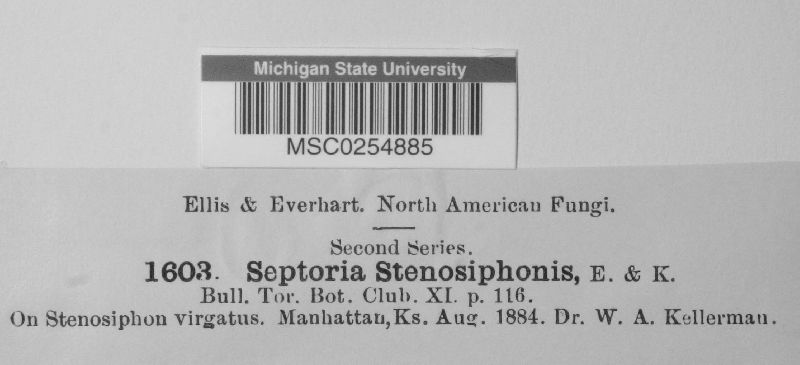 Michigan State University
MSC0254885
Ellis & Everhart. North American Fungi.
Second Series.
1603. Septoria Stenosiphonis, E. & K.
Bull. Tor. Bot. Club. XI. p. 116.
On Stenosiphon virgatus. Manhattan, Ks. Aug. 1884. Dr. W. A. Kellerman.